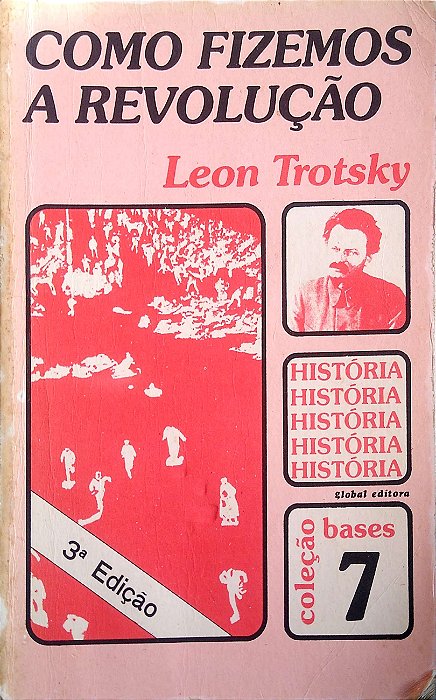 COMO FIZEMOS
A REVOLUÇÃO
Leon Trotsky
HISTÓRIA
HISTÓRIA
HISTÓRIA
HISTÓRIA
HISTÓRIA
global editora
coleção
bases
7
3ª Edição